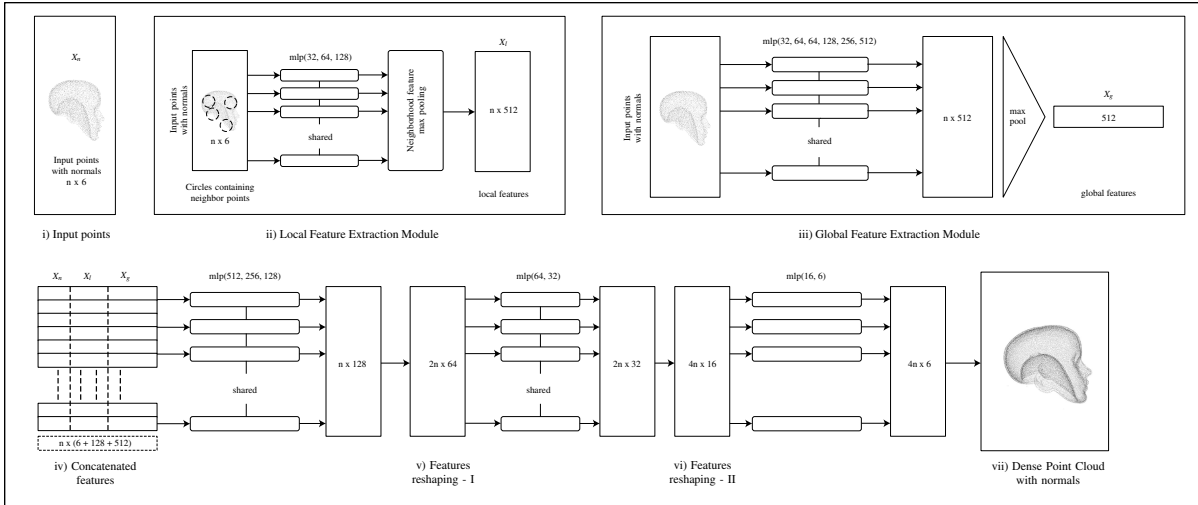 X_n
Input points
with normals
n x 6
i) Input points
Input points
with normals
n x 6
Circles containing
neighbor points
mlp(32, 64, 128)
shared
Neighborhood feature
max pooling
X_l
n x 512
local features
ii) Local Feature Extraction Module
Input points
with normals
mlp(32, 64, 64, 128, 256, 512)
shared
n x 512
max
pool
X_g
512
global features
iii) Global Feature Extraction Module
X_n X_l X_g
n x (6 + 128 + 512)
iv) Concatenated
features
mlp(512, 256, 128)
shared
n x 128
2n x 64
v) Features
reshaping - I
mlp(64, 32)
shared
2n x 32
4n x 16
vi) Features
reshaping - II
mlp(16, 6)
4n x 6
vii) Dense Point Cloud
with normals